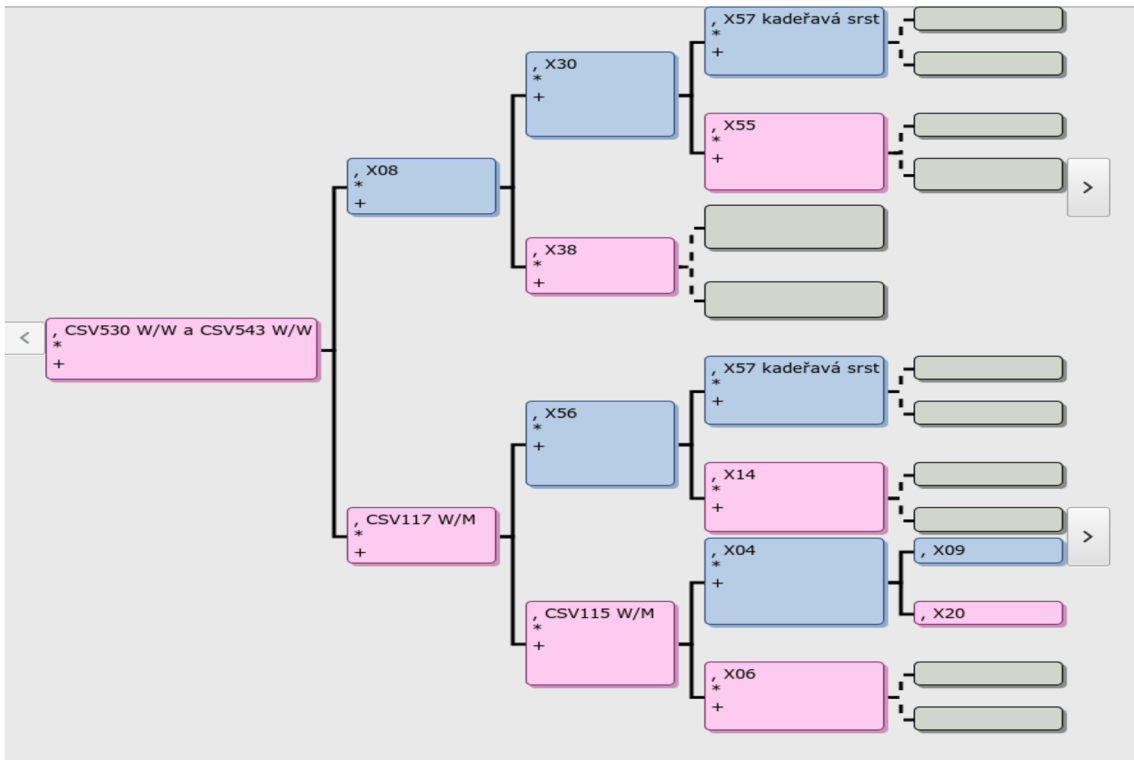 , X57 kadeřavá srst
*
+
, X30
*
+
, X55
*
+
, X08
*
+
>
, X38
*
+
<
, CSV530 W/W a CSV543 W/W
*
+
, X57 kadeřavá srst
*
+
, X56
*
+
, X14
*
+
, CSV117 W/M
*
+
>
, X04
*
+
, X09
, CSV115 W/M
*
+
, X20
, X06
*
+